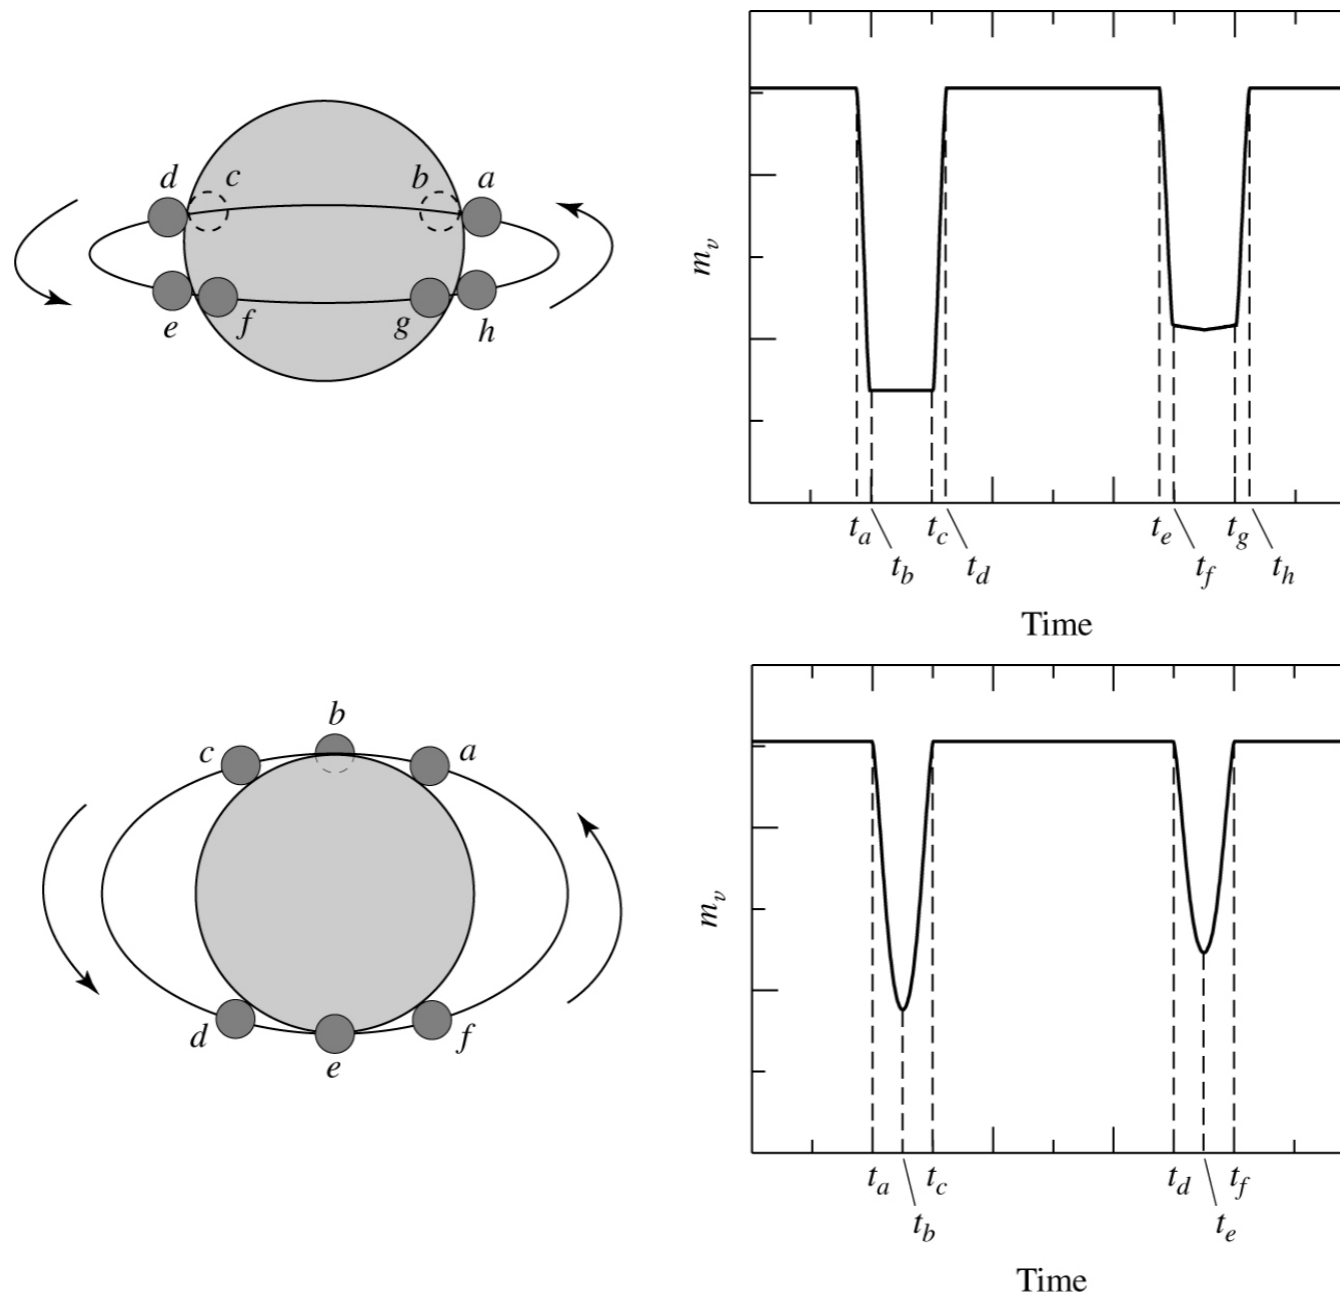 d c b a
e f g h
m_v
t_a t_b t_c t_d t_e t_f t_g t_h
Time
b
c a
d e f
m_v
t_a t_b t_c t_d t_e t_f
Time